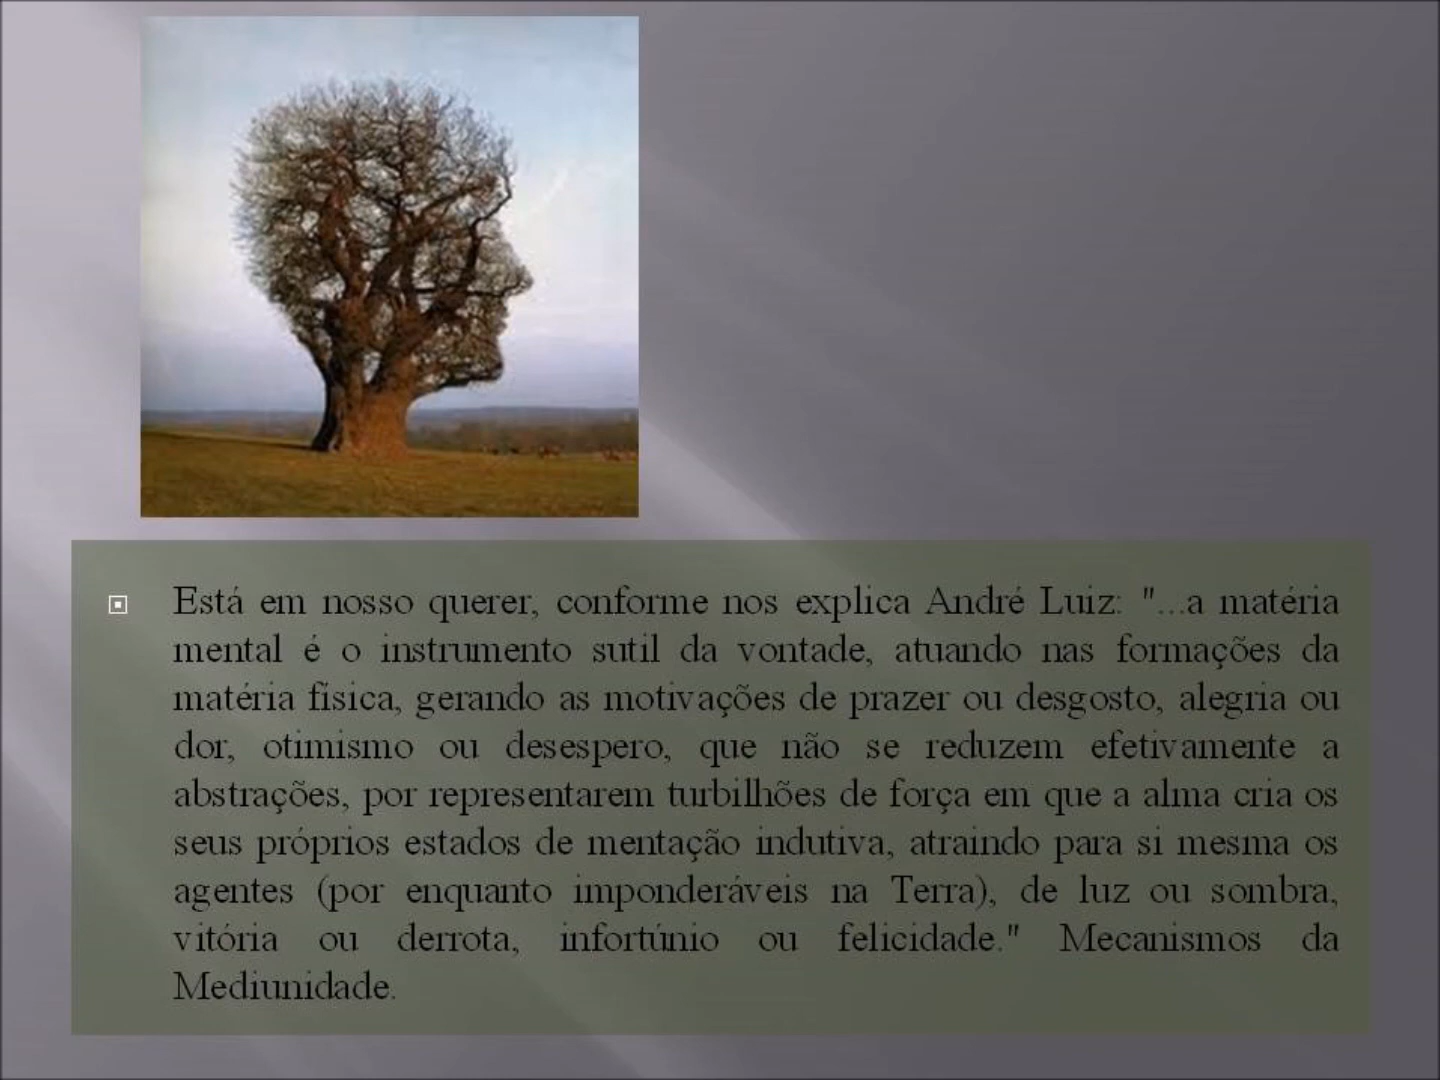 Está em nosso querer, conforme nos explica André Luiz: "...a matéria
mental é o instrumento sutil da vontade, atuando nas formações da
matéria física, gerando as motivações de prazer ou desgosto, alegria ou
dor, otimismo ou desespero, que não se reduzem efetivamente a
abstrações, por representarem turbilhões de força em que a alma cria os
seus próprios estados de mentação indutiva, atraindo para si mesma os
agentes (por enquanto imponderáveis na Terra), de luz ou sombra,
vitória ou derrota, infortúnio ou felicidade." Mecanismos da
Mediunidade.